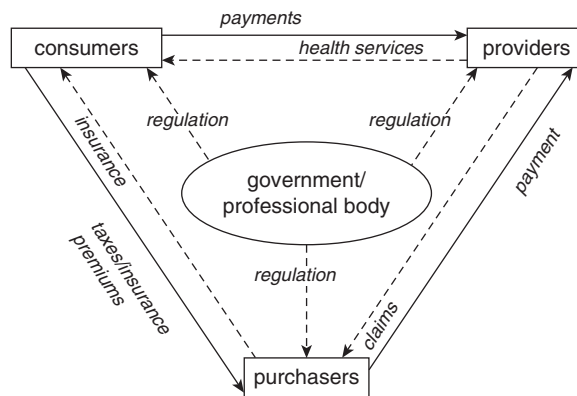 payments
consumers
providers
health services
regulation
regulation
insurance
payment
government/
professional body
taxes/insurance
premiums
regulation
claims
purchasers